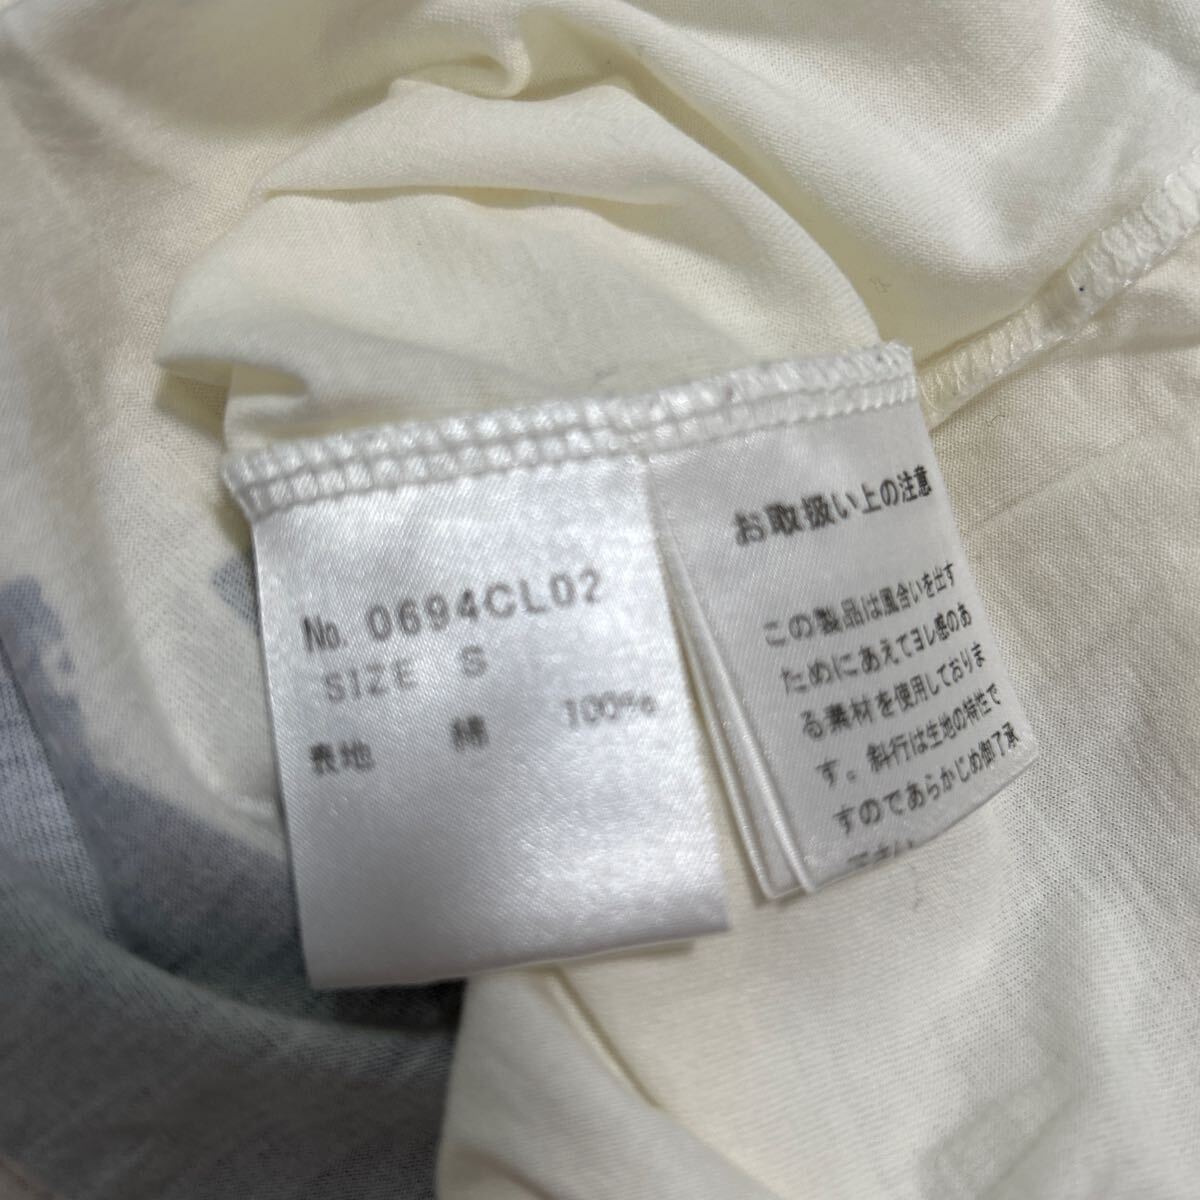 No. 0694CL02
SIZE S
表地 綿 100%
お取扱い上の注意
この製品は風合いを出す
ためにあえてヨレ感のあ
る素材を使用しておりま
す。斜行は生地の特性で
すのであらかじめ御了承